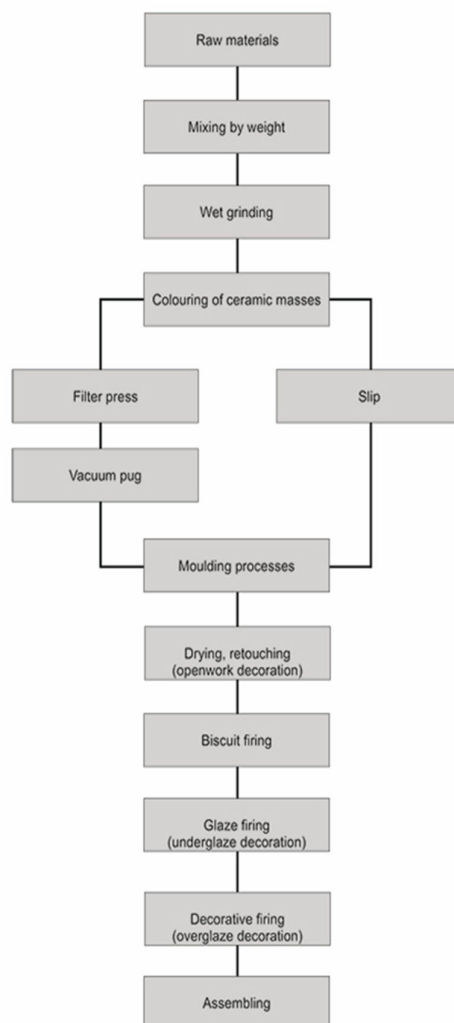 Raw materials
Mixing by weight
Wet grinding
Colouring of ceramic masses
Filter press
Slip
Vacuum pug
Moulding processes
Drying, retouching
(openwork decoration)
Biscuit firing
Glaze firing
(underglaze decoration)
Decorative firing
(overglaze decoration)
Assembling